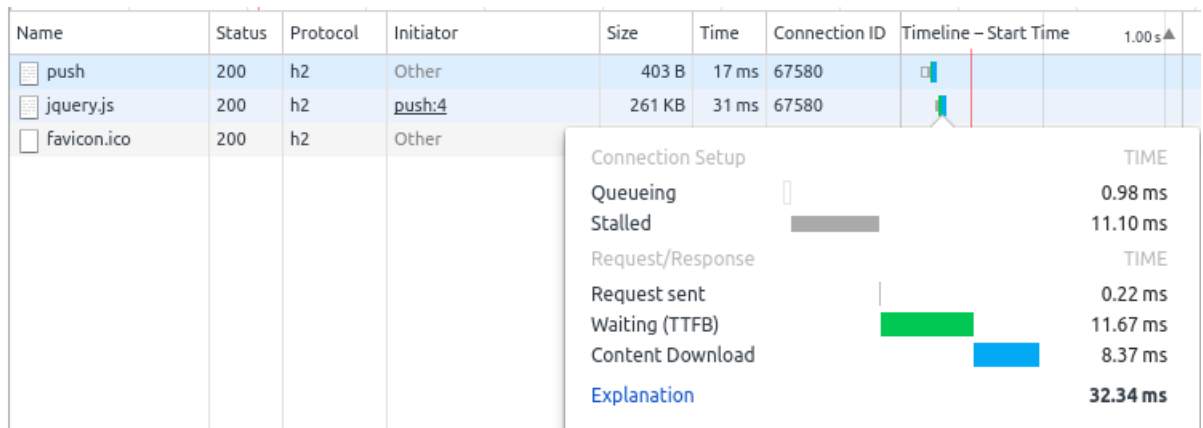 Name Status Protocol Initiator Size Time Connection ID Timeline – Start Time 1.00 s
push 200 h2 Other 403 B 17 ms 67580
jquery.js 200 h2 push:4 261 KB 31 ms 67580
favicon.ico 200 h2 Other
Connection Setup TIME
Queueing 0.98 ms
Stalled 11.10 ms
Request/Response TIME
Request sent 0.22 ms
Waiting (TTFB) 11.67 ms
Content Download 8.37 ms
Explanation 32.34 ms